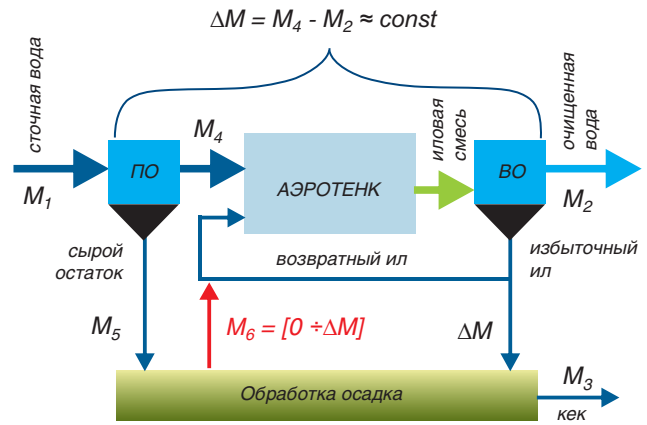 ΔM = M₄ - M₂ ≈ const
сточная вода
M₁
ПО
M₄
АЭРОТЕНК
иловая
смесь
ВО
очищенная
вода
M₂
сырой
остаток
возвратный ил
избыточный
ил
M₅
M₆ = [0 ÷ΔM]
ΔM
Обработка осадка
M₃
кек